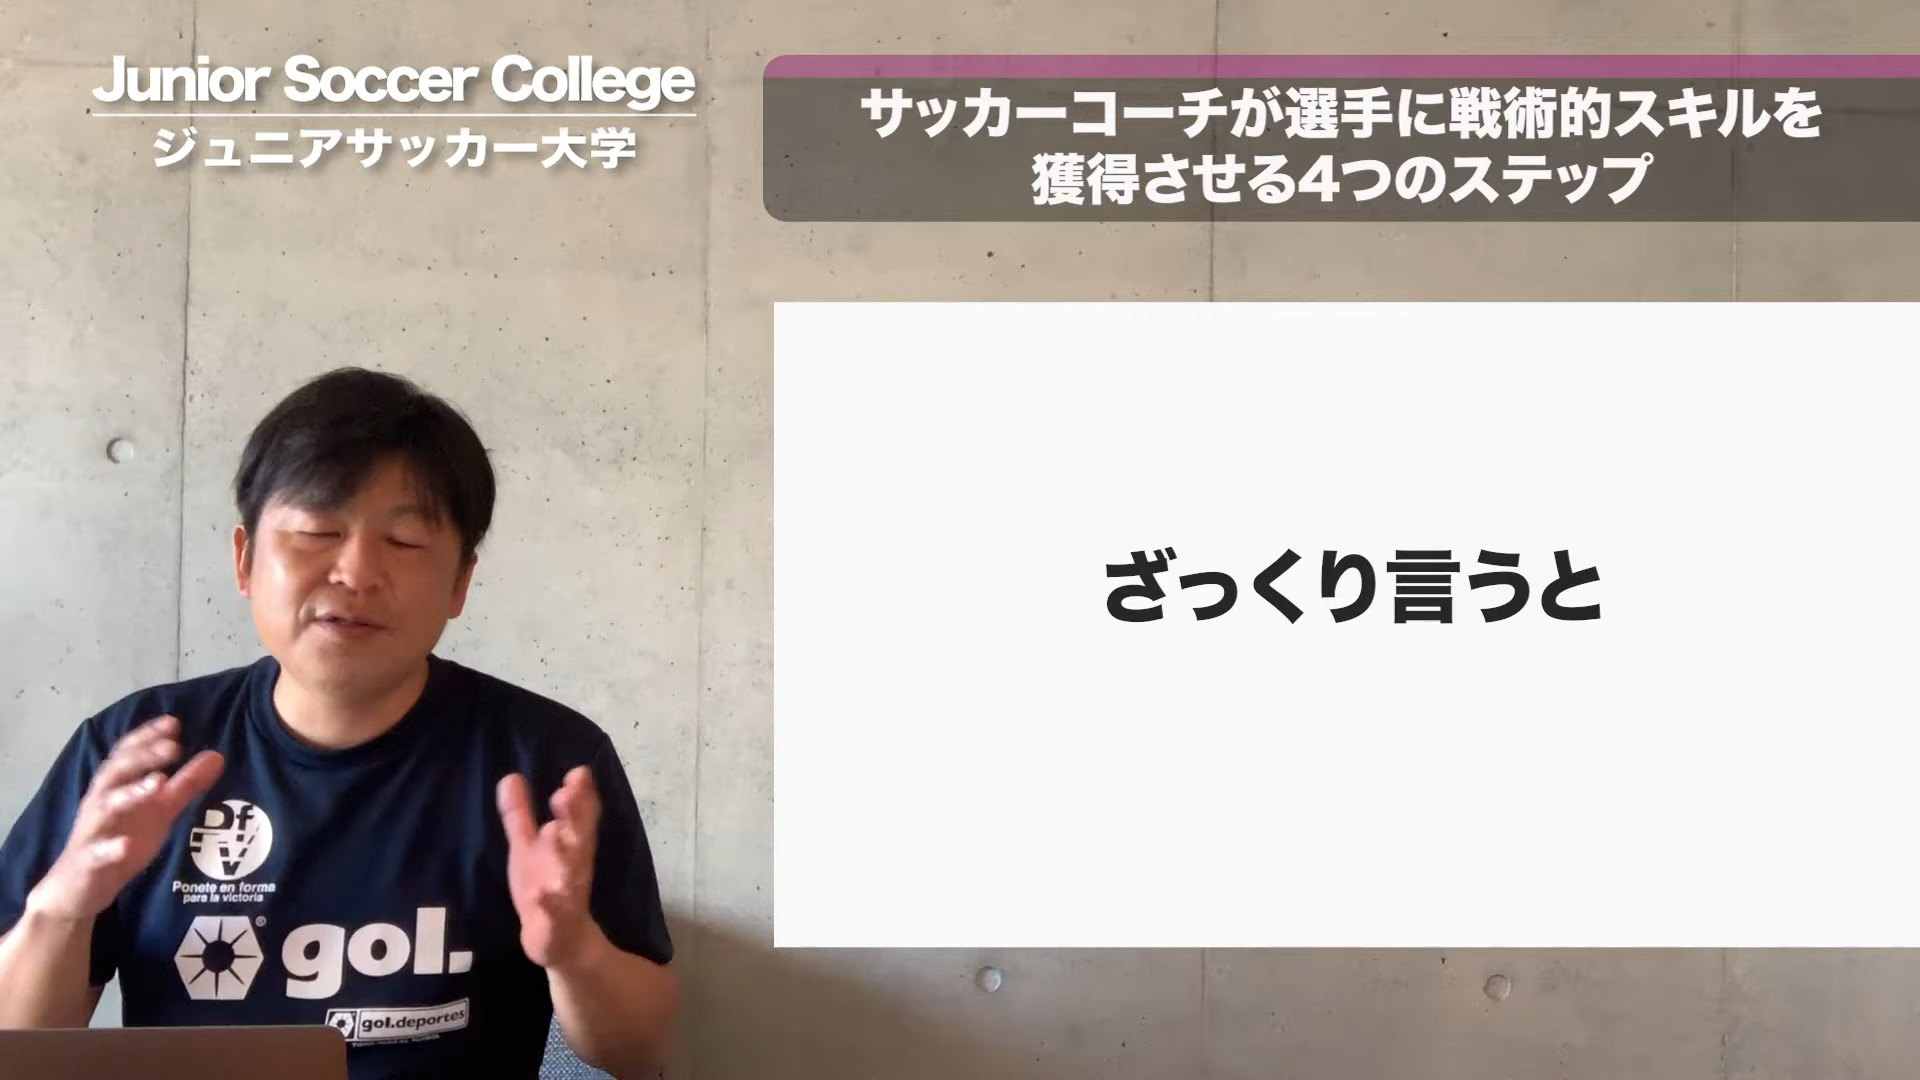 Junior Soccer College
ジュニアサッカー大学
サッカーコーチが選手に戦術的スキルを
獲得させる4つのステップ
ざっくり言うと
DfV
Ponete en forma
para la victoria
gol.
gol.deportes